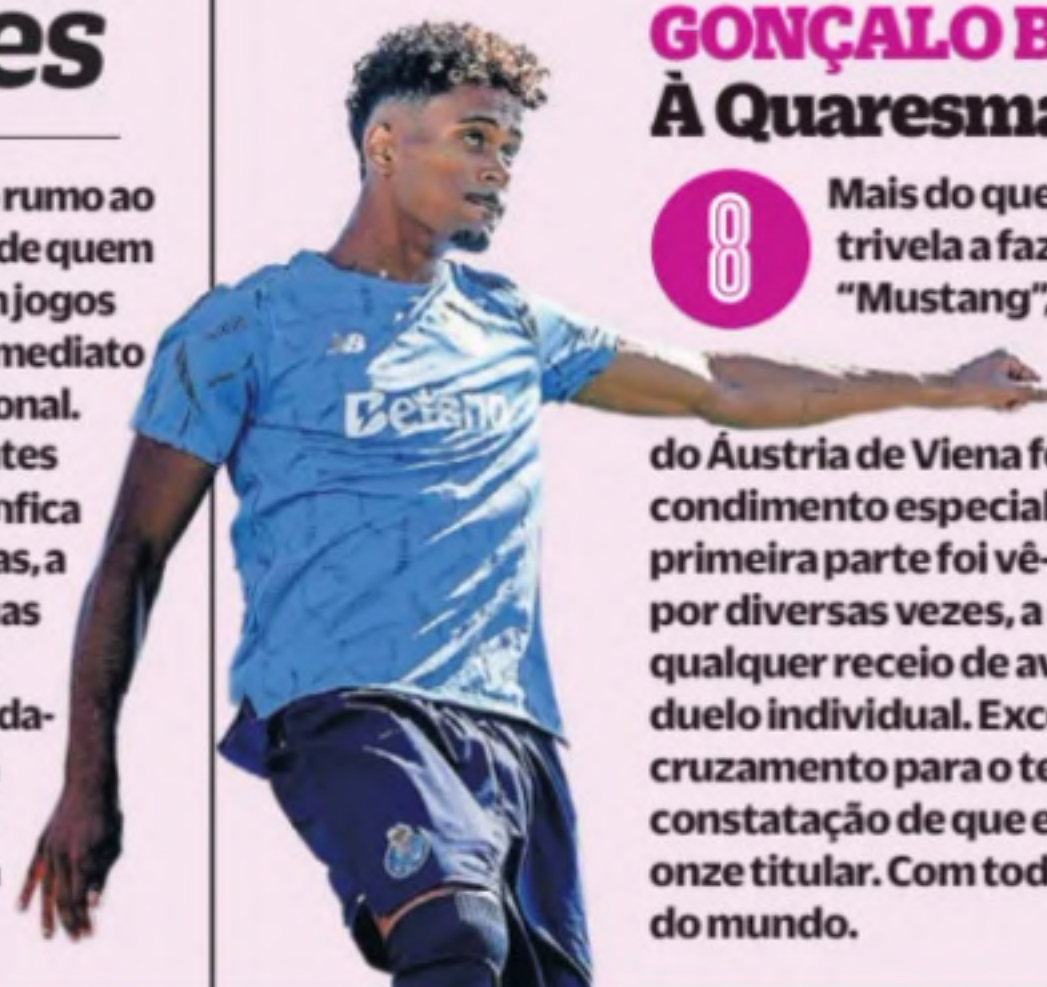 es
rumo ao
de quem
jogos
mediato
onal.
tes
nfica
as, a
as
da-
GONÇALO B
À Quaresma
8
Mais do que
trivela a faz
“Mustang”,
NB
Betano
do Áustria de Viena f
condimento especial
primeira parte foi vê-
por diversas vezes, a
qualquer receio de av
duelo individual. Exc
cruzamento para o te
constatação de que e
onze titular. Com tod
do mundo.